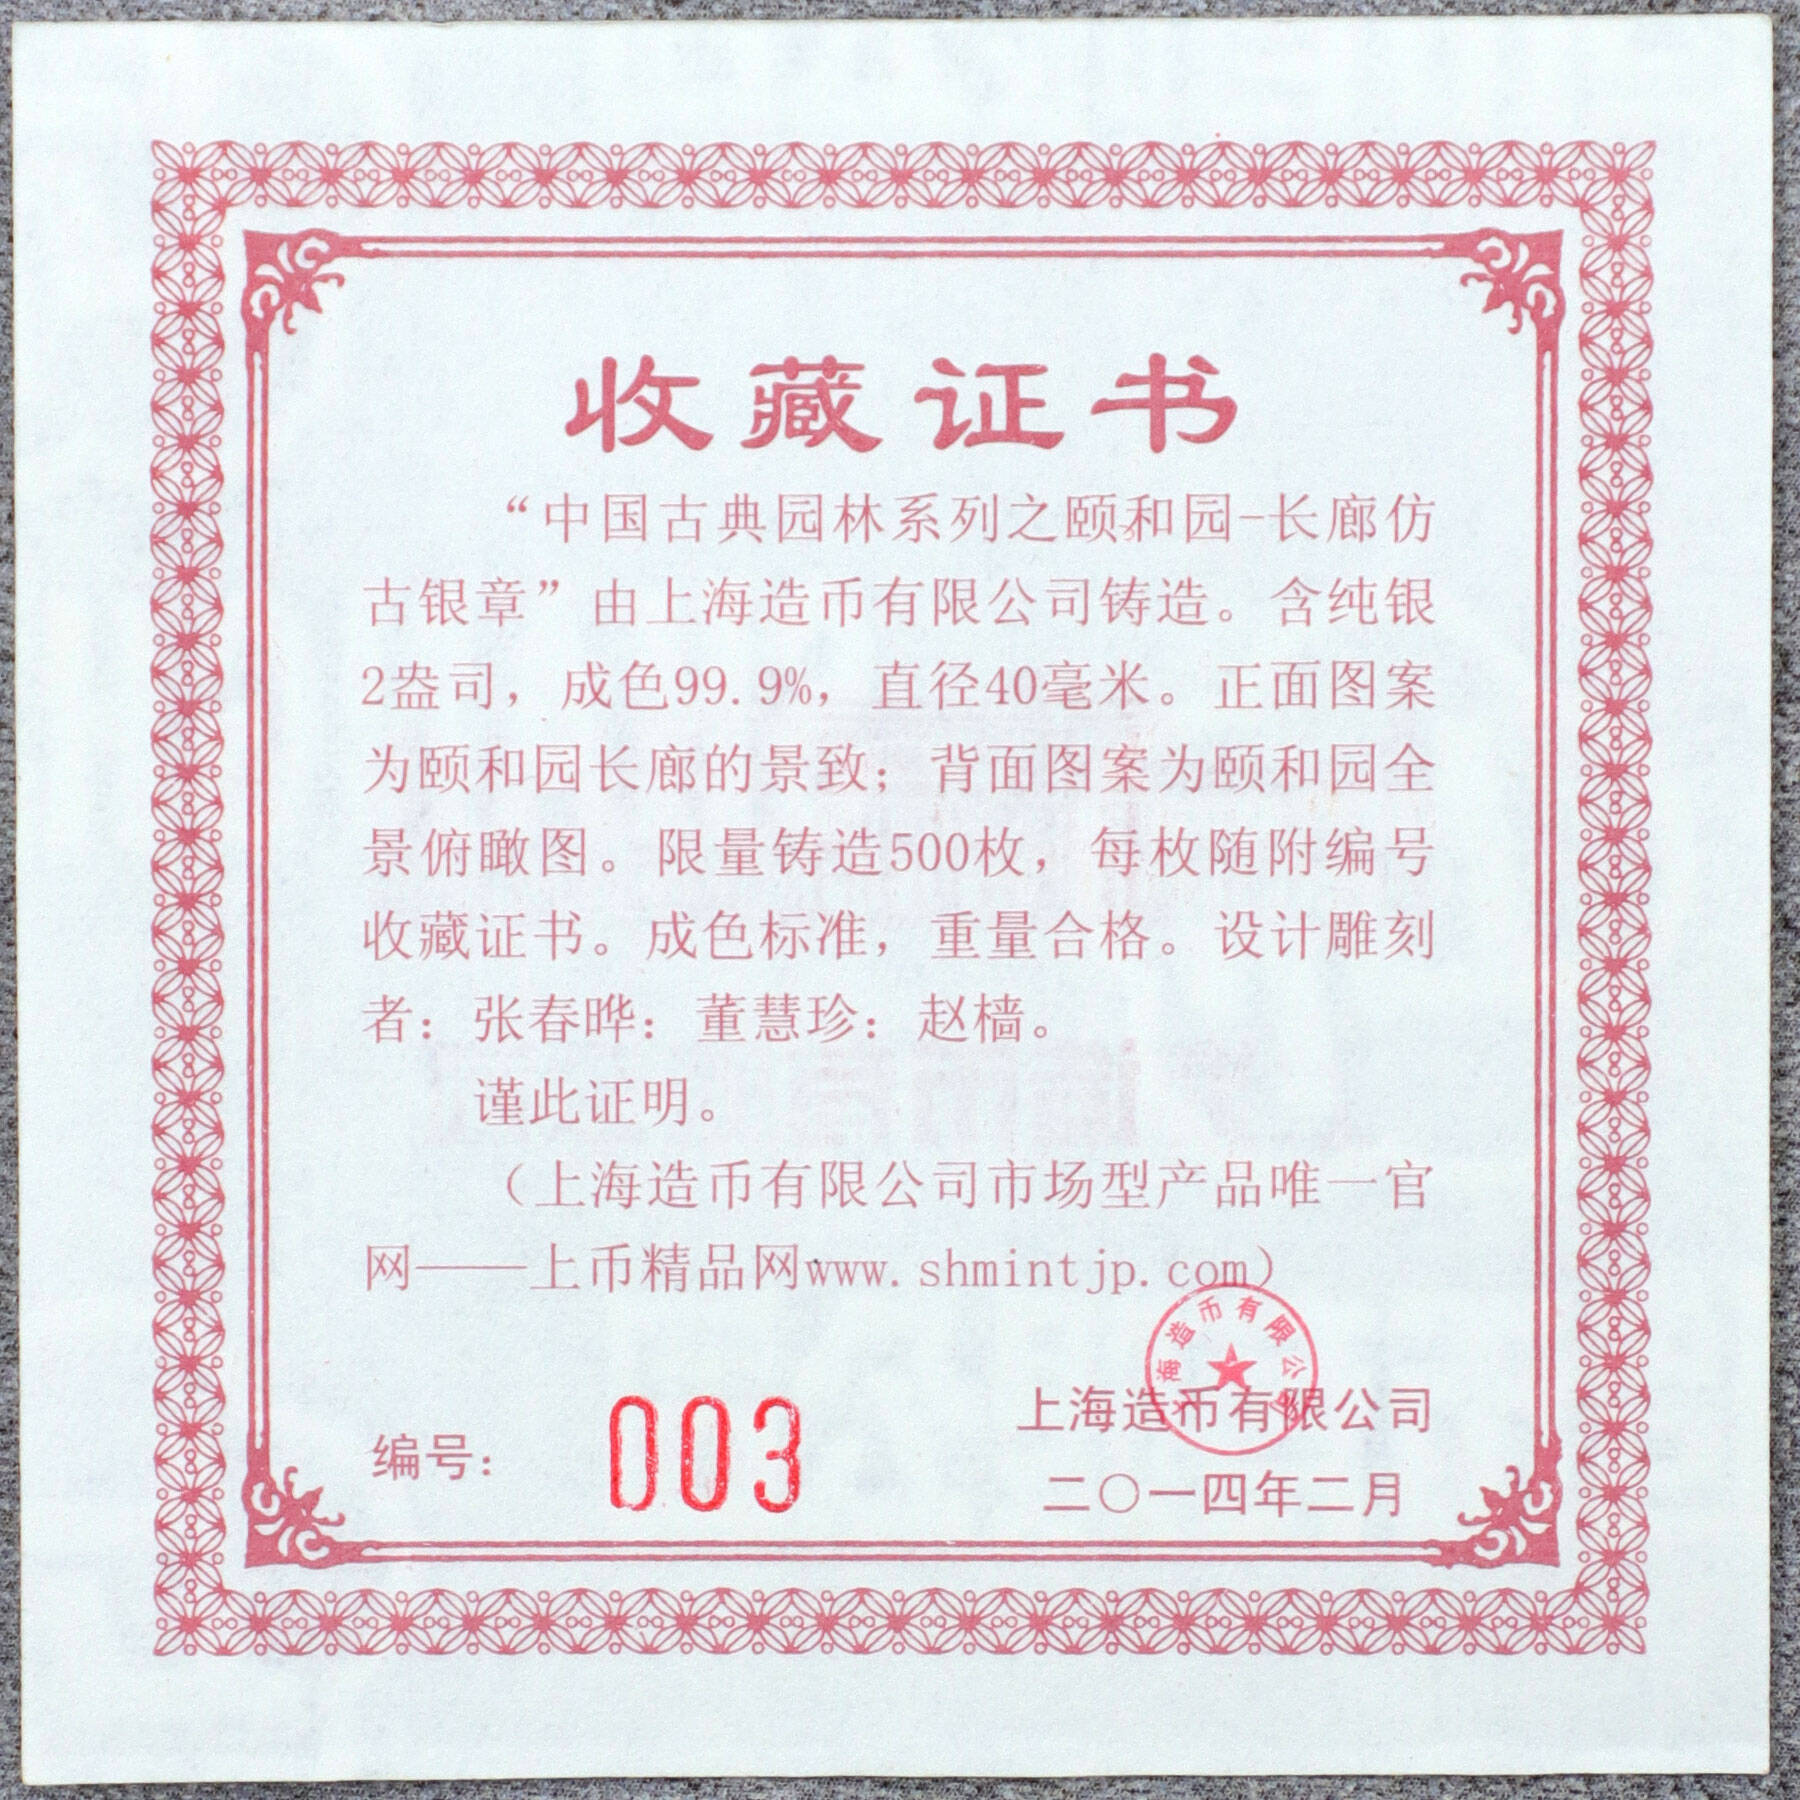 收藏证书
“中国古典园林系列之颐和园-长廊仿
古银章”由上海造币有限公司铸造。含纯银
2盎司，成色99.9%，直径40毫米。正面图案
为颐和园长廊的景致；背面图案为颐和园全
景俯瞰图。限量铸造500枚，每枚随附编号
收藏证书。成色标准，重量合格。设计雕刻
者：张春晔：董慧珍：赵樯。
谨此证明。
（上海造币有限公司市场型产品唯一官
网——上币精品网www.shmintjp.com）
上海造币有限公司
上海造币有限公司
二〇一四年二月
编号：003